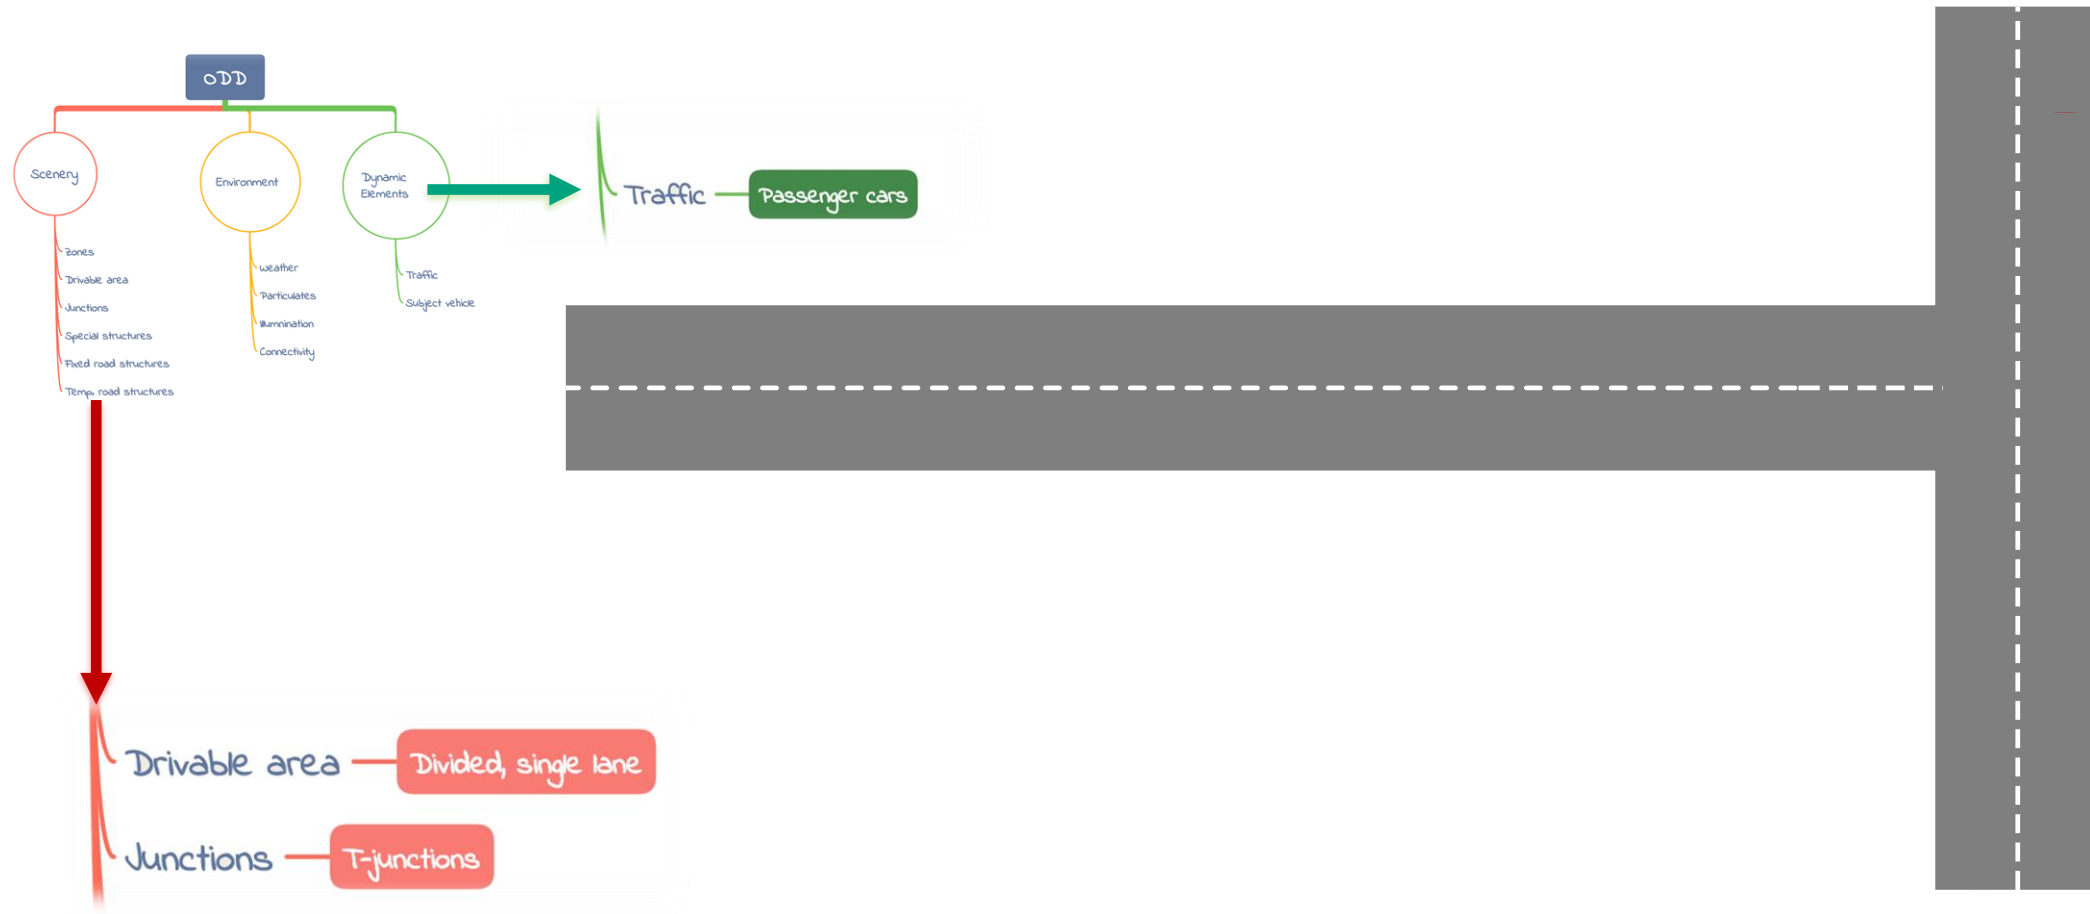 ODD
Scenery
Environment
Dynamic
Elements
Zones
Drivable area
Junctions
Special structures
Fixed road structures
Temp. road structures
Weather
Particulates
Illumnination
Connectivity
Traffic
Subject vehicle
Traffic
Passenger cars
Drivable area
Divided, single lane
Junctions
T-junctions